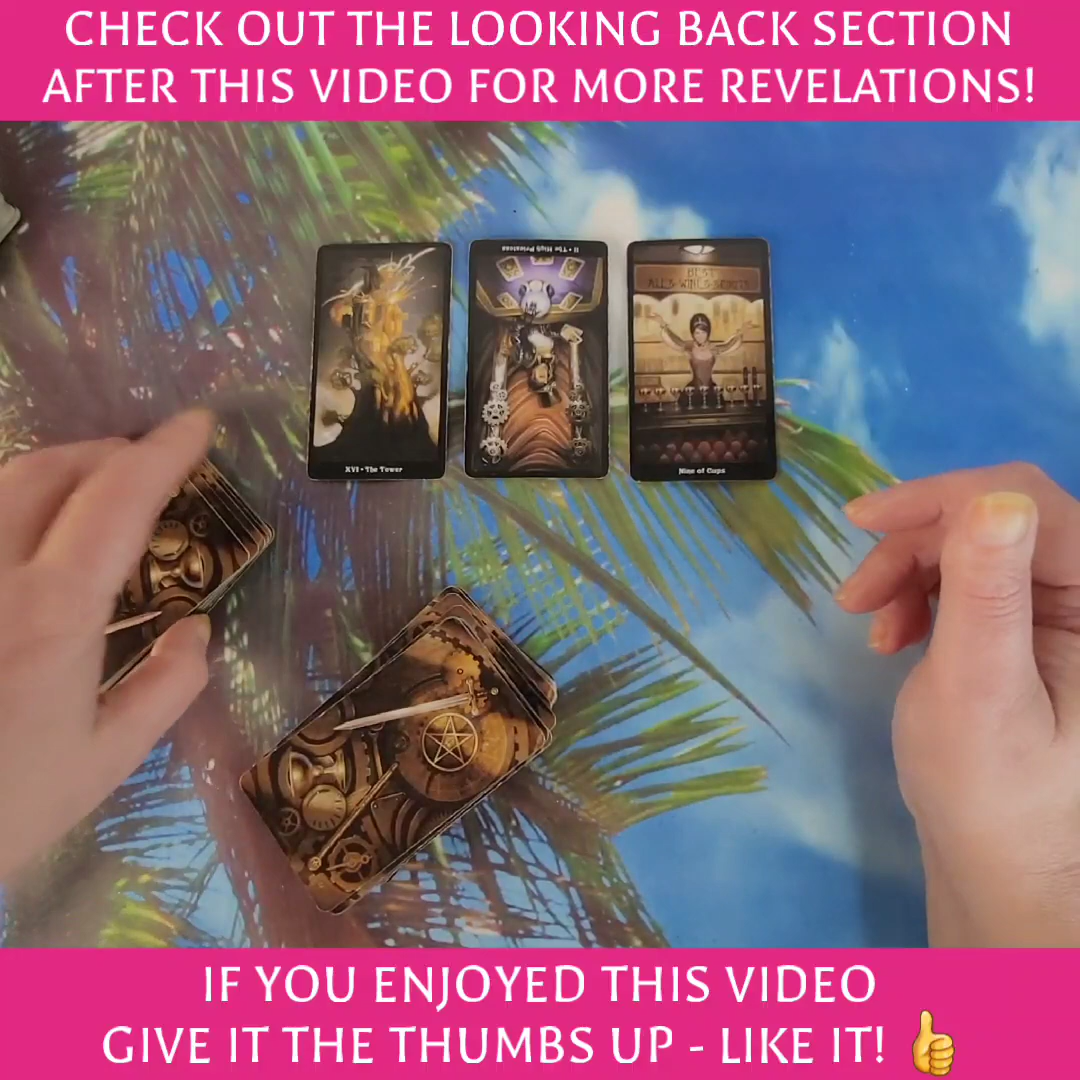 CHECK OUT THE LOOKING BACK SECTION
AFTER THIS VIDEO FOR MORE REVELATIONS!
II • The High Priestess
XVI • The Tower
Nine of Cups
IF YOU ENJOYED THIS VIDEO
GIVE IT THE THUMBS UP - LIKE IT! 👍